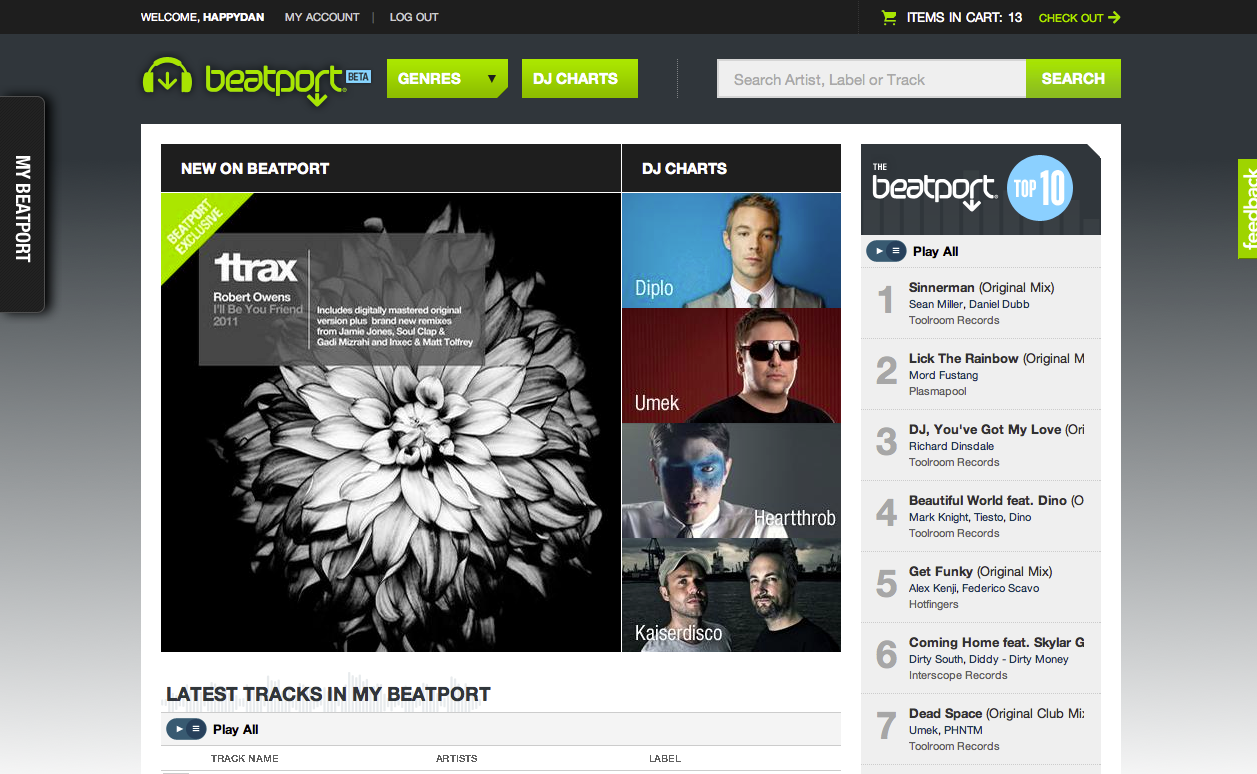 WELCOME, HAPPYDAN MY ACCOUNT | LOG OUT
ITEMS IN CART: 13 CHECK OUT
beatport BETA
GENRES
DJ CHARTS
Search Artist, Label or Track
SEARCH
MY BEATPORT
feedback
NEW ON BEATPORT
BEATPORT
EXCLUSIVE
1trax
Robert Owens
I'll Be You Friend
2011
Includes digitally mastered original
version plus brand new remixes
from Jamie Jones, Soul Clap &
Gadi Mizrahi and Inxec & Matt Tolfrey
DJ CHARTS
Diplo
Umek
Heartthrob
Kaiserdisco
THE
beatport
TOP 10
Play All
1 Sinnerman (Original Mix)
Sean Miller, Daniel Dubb
Toolroom Records
2 Lick The Rainbow (Original M
Mord Fustang
Plasmapool
3 DJ, You've Got My Love (Ori
Richard Dinsdale
Toolroom Records
4 Beautiful World feat. Dino (O
Mark Knight, Tiesto, Dino
Toolroom Records
5 Get Funky (Original Mix)
Alex Kenji, Federico Scavo
Hotfingers
6 Coming Home feat. Skylar G
Dirty South, Diddy - Dirty Money
Interscope Records
7 Dead Space (Original Club Mix
Umek, PHNTM
Toolroom Records
LATEST TRACKS IN MY BEATPORT
Play All
TRACK NAME ARTISTS LABEL